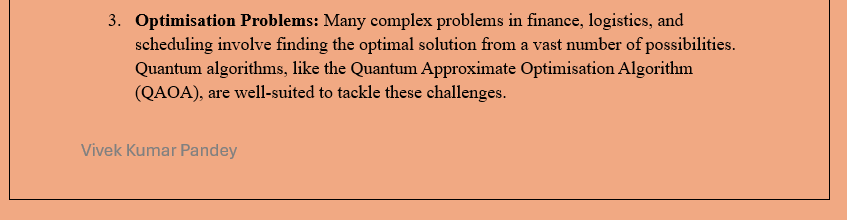 3. Optimisation Problems: Many complex problems in finance, logistics, and
scheduling involve finding the optimal solution from a vast number of possibilities.
Quantum algorithms, like the Quantum Approximate Optimisation Algorithm
(QAOA), are well-suited to tackle these challenges.
Vivek Kumar Pandey